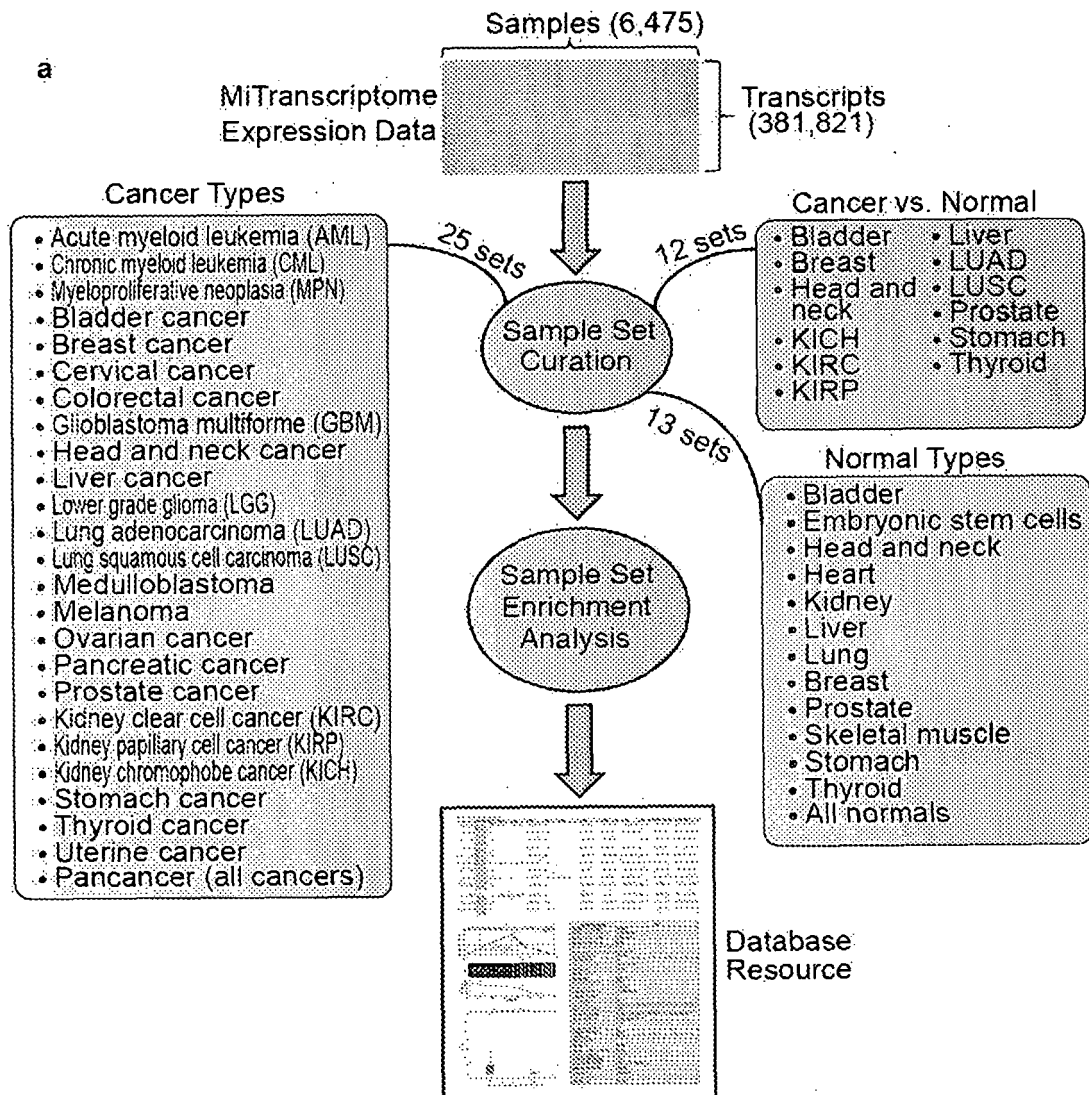 Samples (6,475)
a
MiTranscriptome
Expression Data
Transcripts
(381,821)
Cancer Types
• Acute myeloid leukemia (AML)
• Chronic myeloid leukemia (CML)
• Myeloproliferative neoplasia (MPN)
• Bladder cancer
• Breast cancer
• Cervical cancer
• Colorectal cancer
• Glioblastoma multiforme (GBM)
• Head and neck cancer
• Liver cancer
• Lower grade glioma (LGG)
• Lung adenocarcinoma (LUAD)
• Lung squamous cell carcinoma (LUSC)
• Medulloblastoma
• Melanoma
• Ovarian cancer
• Pancreatic cancer
• Prostate cancer
• Kidney clear cell cancer (KIRC)
• Kidney papillary cell cancer (KIRP)
• Kidney chromophobe cancer (KICH)
• Stomach cancer
• Thyroid cancer
• Uterine cancer
• Pancancer (all cancers)
25 sets
12 sets
13 sets
Sample Set
Curation
Sample Set
Enrichment
Analysis
Cancer vs. Normal
• Bladder
• Breast
• Head and
neck
• KICH
• KIRC
• KIRP
• Liver
• LUAD
• LUSC
• Prostate
• Stomach
• Thyroid
Normal Types
• Bladder
• Embryonic stem cells
• Head and neck
• Heart
• Kidney
• Liver
• Lung
• Breast
• Prostate
• Skeletal muscle
• Stomach
• Thyroid
• All normals
Database
Resource